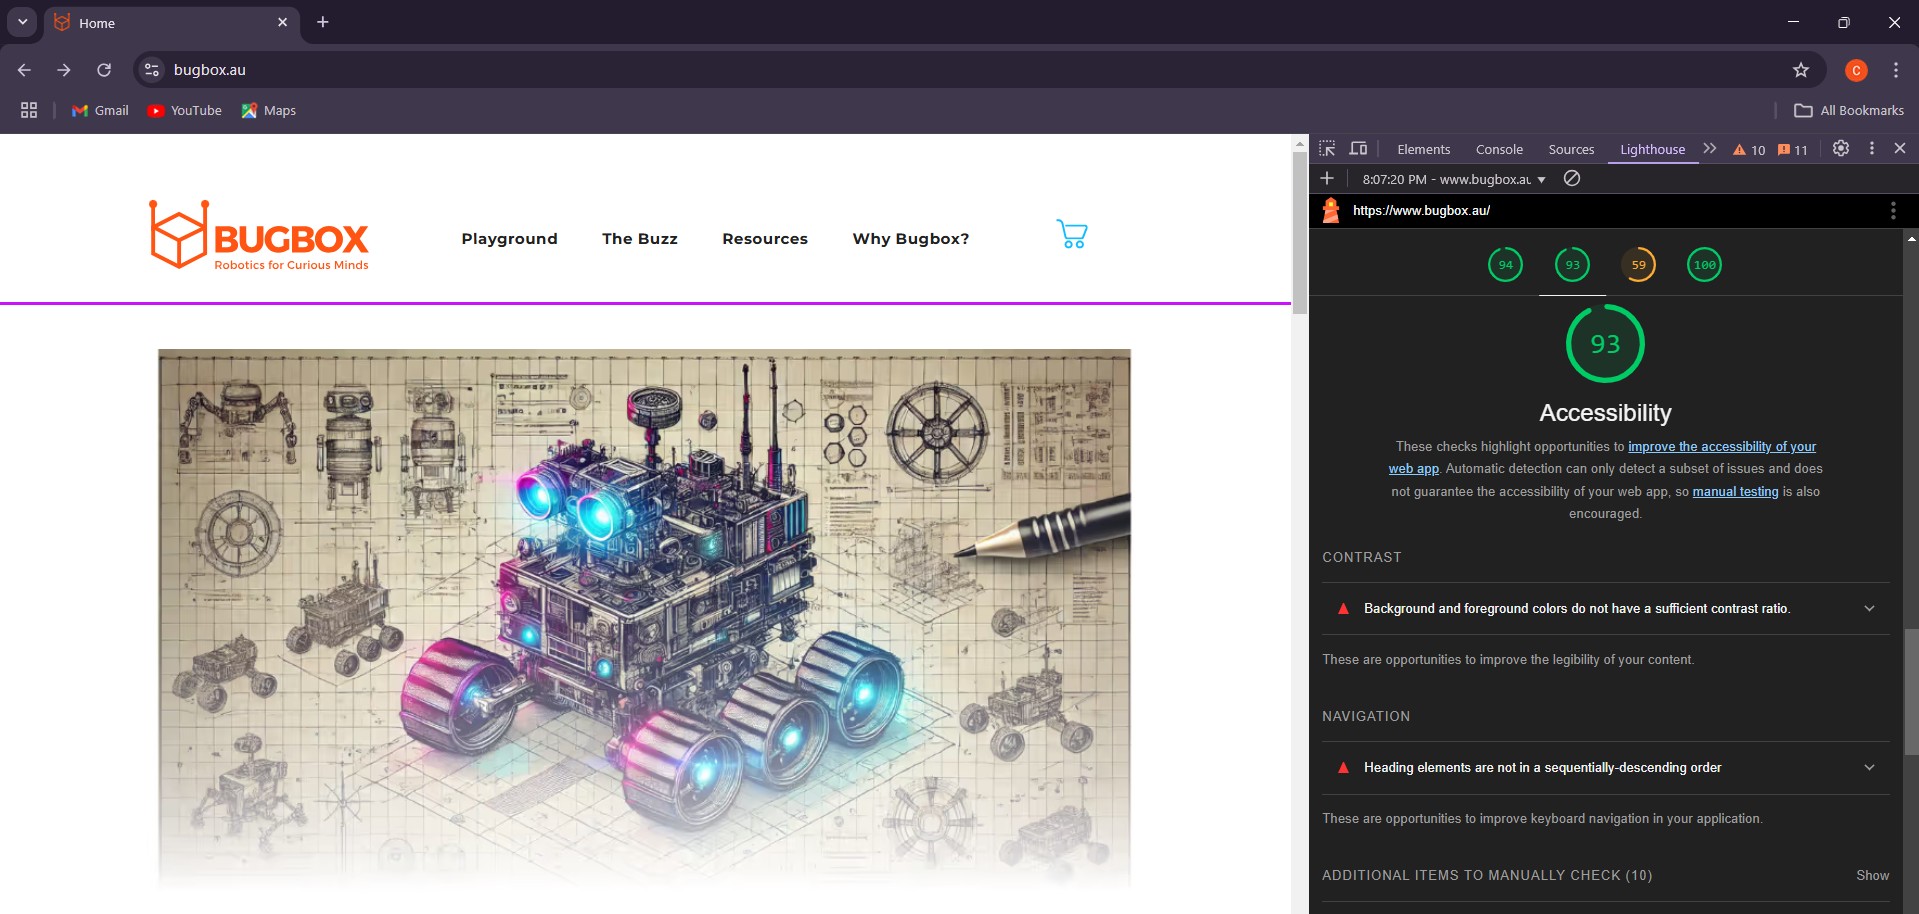 Home
bugbox.au
Gmail
YouTube
Maps
All Bookmarks
Elements
Console
Sources
Lighthouse
10
11
8:07:20 PM - www.bugbox.au
https://www.bugbox.au/
BUGBOX
Robotics for Curious Minds
Playground
The Buzz
Resources
Why Bugbox?
94
93
59
100
93
Accessibility
These checks highlight opportunities to improve the accessibility of your
web app. Automatic detection can only detect a subset of issues and does
not guarantee the accessibility of your web app, so manual testing is also
encouraged.
CONTRAST
Background and foreground colors do not have a sufficient contrast ratio.
These are opportunities to improve the legibility of your content.
NAVIGATION
Heading elements are not in a sequentially-descending order
These are opportunities to improve keyboard navigation in your application.
ADDITIONAL ITEMS TO MANUALLY CHECK (10)
Show
C